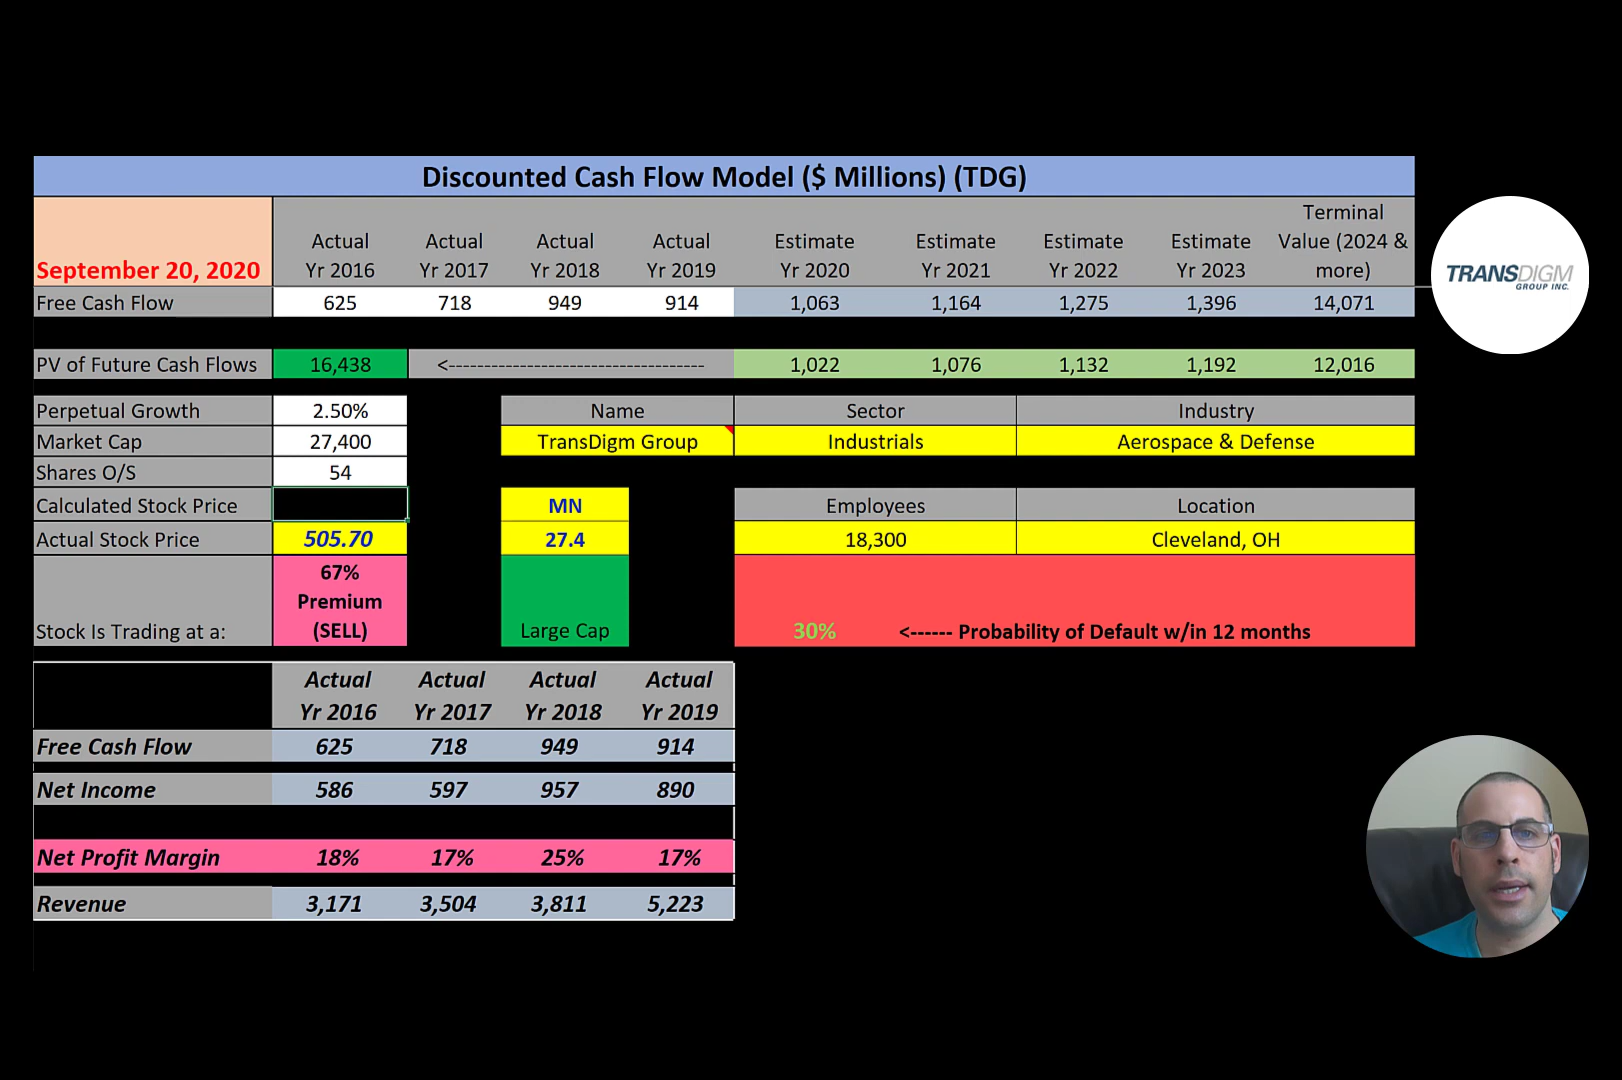 Discounted Cash Flow Model ($ Millions) (TDG)
September 20, 2020 Actual Yr 2016 Actual Yr 2017 Actual Yr 2018 Actual Yr 2019 Estimate Yr 2020 Estimate Yr 2021 Estimate Yr 2022 Estimate Yr 2023 Terminal Value (2024 & more)
Free Cash Flow 625 718 949 914 1,063 1,164 1,275 1,396 14,071
TRANSDIGM
GROUP INC.
PV of Future Cash Flows 16,438 <------------------------------------ 1,022 1,076 1,132 1,192 12,016
Perpetual Growth 2.50% Name Sector Industry
Market Cap 27,400 TransDigm Group Industrials Aerospace & Defense
Shares O/S 54
Calculated Stock Price MN Employees Location
Actual Stock Price 505.70 27.4 18,300 Cleveland, OH
67%
Premium
Stock Is Trading at a: (SELL) Large Cap 30% <------ Probability of Default w/in 12 months
Actual Actual Actual Actual
Yr 2016 Yr 2017 Yr 2018 Yr 2019
Free Cash Flow 625 718 949 914
Net Income 586 597 957 890
Net Profit Margin 18% 17% 25% 17%
Revenue 3,171 3,504 3,811 5,223